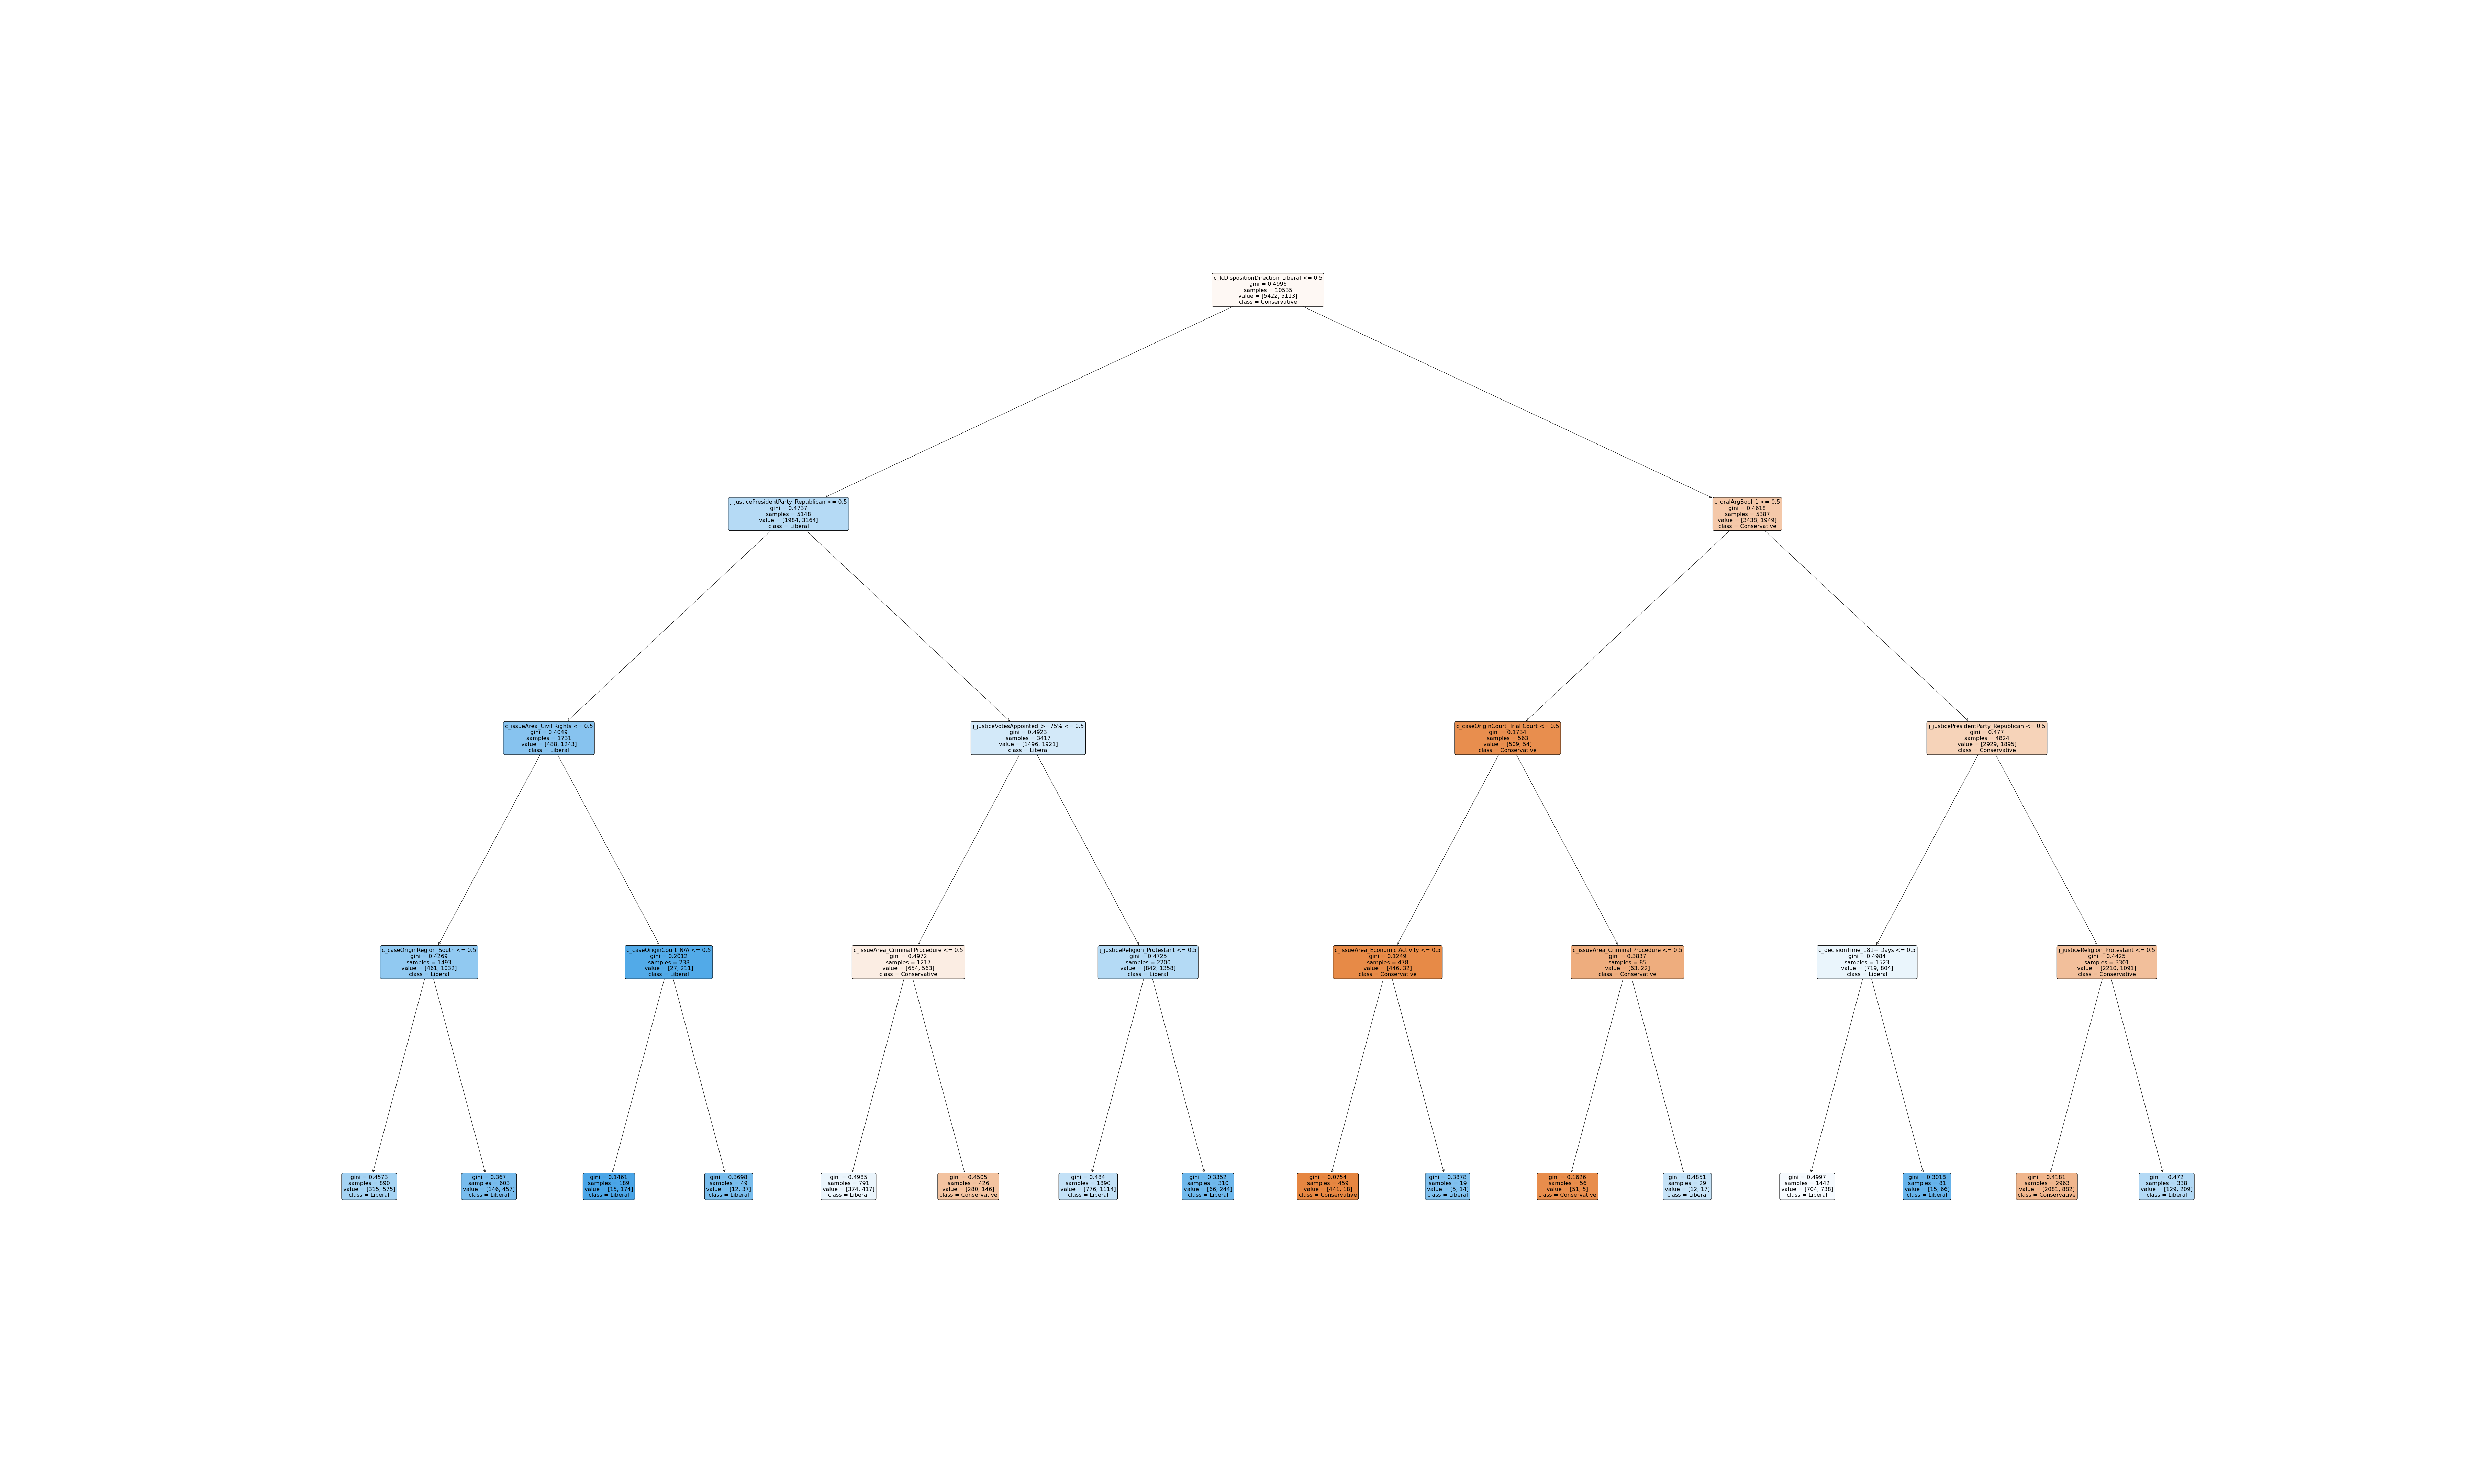 c_lcDispositionDirection_Liberal <= 0.5
gini = 0.4996
samples = 10535
value = [5422, 5113]
class = Conservative
j_justicePresidentParty_Republican <= 0.5
gini = 0.4737
samples = 5148
value = [1984, 3164]
class = Liberal
c_oralArgBool_1 <= 0.5
gini = 0.4618
samples = 5387
value = [3438, 1949]
class = Conservative
c_issueArea_Civil Rights <= 0.5
gini = 0.4049
samples = 1731
value = [488, 1243]
class = Liberal
j_justiceVotesAppointed_>=75% <= 0.5
gini = 0.4923
samples = 3417
value = [1496, 1921]
class = Liberal
c_caseOriginCourt_Trial Court <= 0.5
gini = 0.1734
samples = 563
value = [509, 54]
class = Conservative
j_justicePresidentParty_Republican <= 0.5
gini = 0.477
samples = 4824
value = [2929, 1895]
class = Conservative
c_caseOriginRegion_South <= 0.5
gini = 0.4269
samples = 1493
value = [461, 1032]
class = Liberal
c_caseOriginCourt_N/A <= 0.5
gini = 0.2012
samples = 238
value = [27, 211]
class = Liberal
c_issueArea_Criminal Procedure <= 0.5
gini = 0.4972
samples = 1217
value = [654, 563]
class = Conservative
j_justiceReligion_Protestant <= 0.5
gini = 0.4725
samples = 2200
value = [842, 1358]
class = Liberal
c_issueArea_Economic Activity <= 0.5
gini = 0.1249
samples = 478
value = [446, 32]
class = Conservative
c_issueArea_Criminal Procedure <= 0.5
gini = 0.3837
samples = 85
value = [63, 22]
class = Conservative
c_decisionTime_181+ Days <= 0.5
gini = 0.4984
samples = 1523
value = [719, 804]
class = Liberal
j_justiceReligion_Protestant <= 0.5
gini = 0.4425
samples = 3301
value = [2210, 1091]
class = Conservative
gini = 0.4573
samples = 890
value = [315, 575]
class = Liberal
gini = 0.367
samples = 603
value = [146, 457]
class = Liberal
gini = 0.1461
samples = 189
value = [15, 174]
class = Liberal
gini = 0.3698
samples = 49
value = [12, 37]
class = Liberal
gini = 0.4985
samples = 791
value = [374, 417]
class = Liberal
gini = 0.4505
samples = 426
value = [280, 146]
class = Conservative
gini = 0.484
samples = 1890
value = [776, 1114]
class = Liberal
gini = 0.3352
samples = 310
value = [66, 244]
class = Liberal
gini = 0.0754
samples = 459
value = [441, 18]
class = Conservative
gini = 0.3878
samples = 19
value = [5, 14]
class = Liberal
gini = 0.1626
samples = 56
value = [51, 5]
class = Conservative
gini = 0.4851
samples = 29
value = [12, 17]
class = Liberal
gini = 0.4997
samples = 1442
value = [704, 738]
class = Liberal
gini = 0.3018
samples = 81
value = [15, 66]
class = Liberal
gini = 0.4181
samples = 2963
value = [2081, 882]
class = Conservative
gini = 0.472
samples = 338
value = [129, 209]
class = Liberal